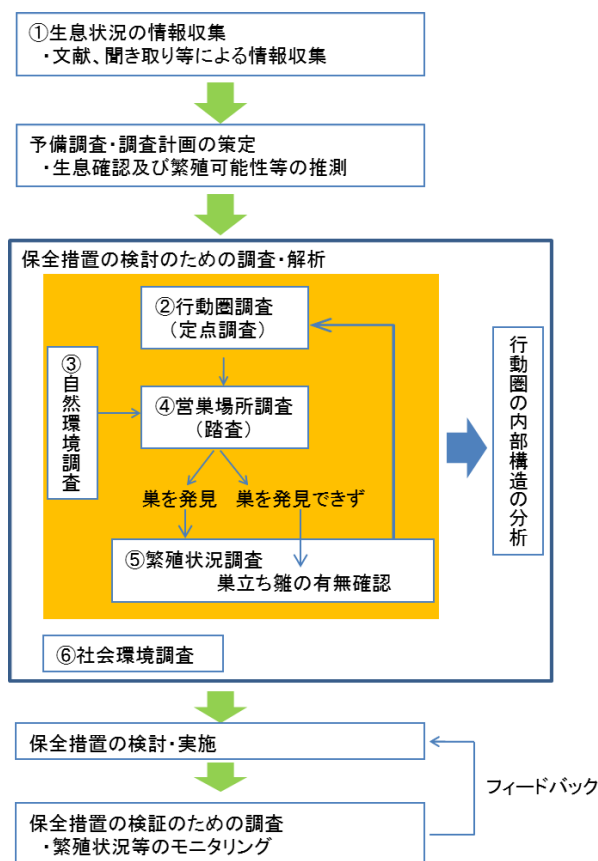 ①生息状況の情報収集
・文献、聞き取り等による情報収集
予備調査・調査計画の策定
・生息確認及び繁殖可能性等の推測
保全措置の検討のための調査・解析
②行動圏調査
（定点調査）
③自然環境調査
④営巣場所調査
（踏査）
巣を発見 巣を発見できず
⑤繁殖状況調査
巣立ち雛の有無確認
行動圏の内部構造の分析
⑥社会環境調査
保全措置の検討・実施
フィードバック
保全措置の検証のための調査
・繁殖状況等のモニタリング